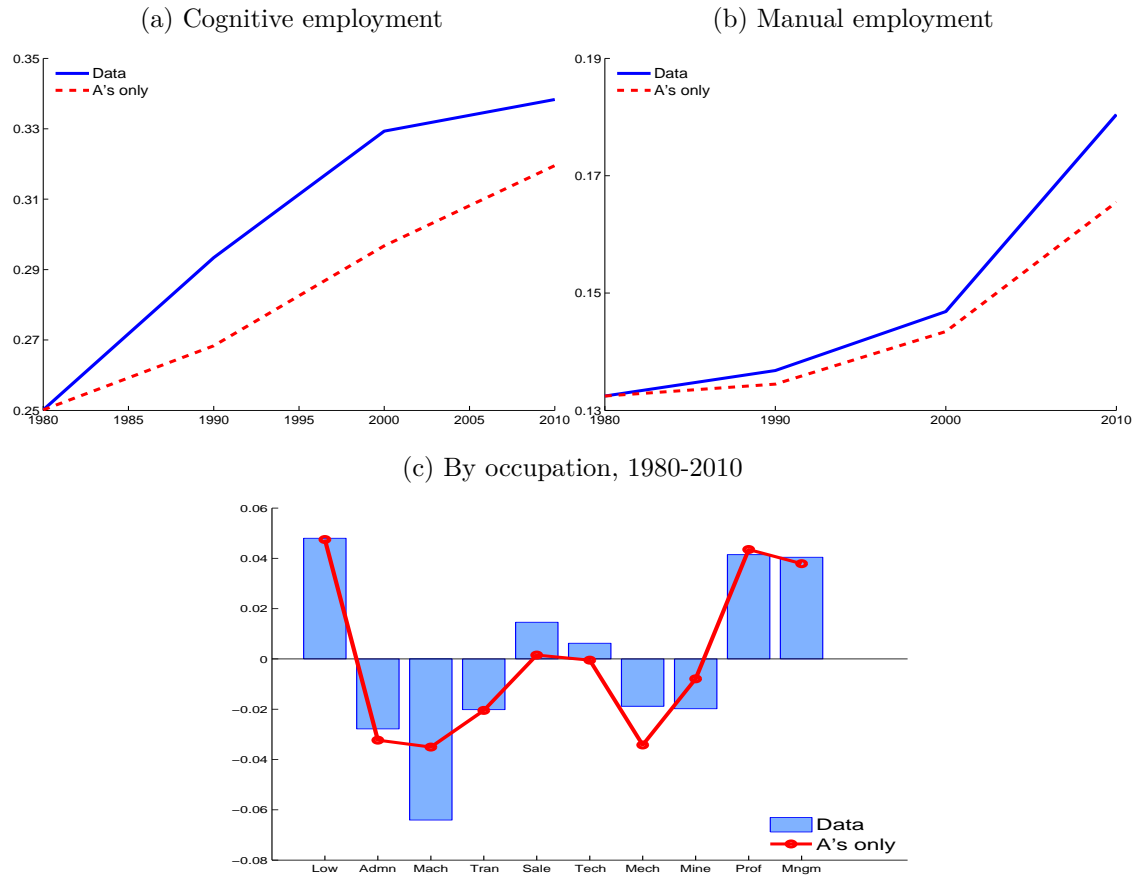 (a) Cognitive employment
0.35
0.33
0.31
0.29
0.27
0.25
Data
A's only
1980 1985 1990 1995 2000 2005 2010
(b) Manual employment
0.19
0.17
0.15
0.13
Data
A's only
1980 1990 2000 2010
(c) By occupation, 1980-2010
0.06
0.04
0.02
0
−0.02
−0.04
−0.06
−0.08
Data
A's only
Low Admn Mach Tran Sale Tech Mech Mine Prof Mngm